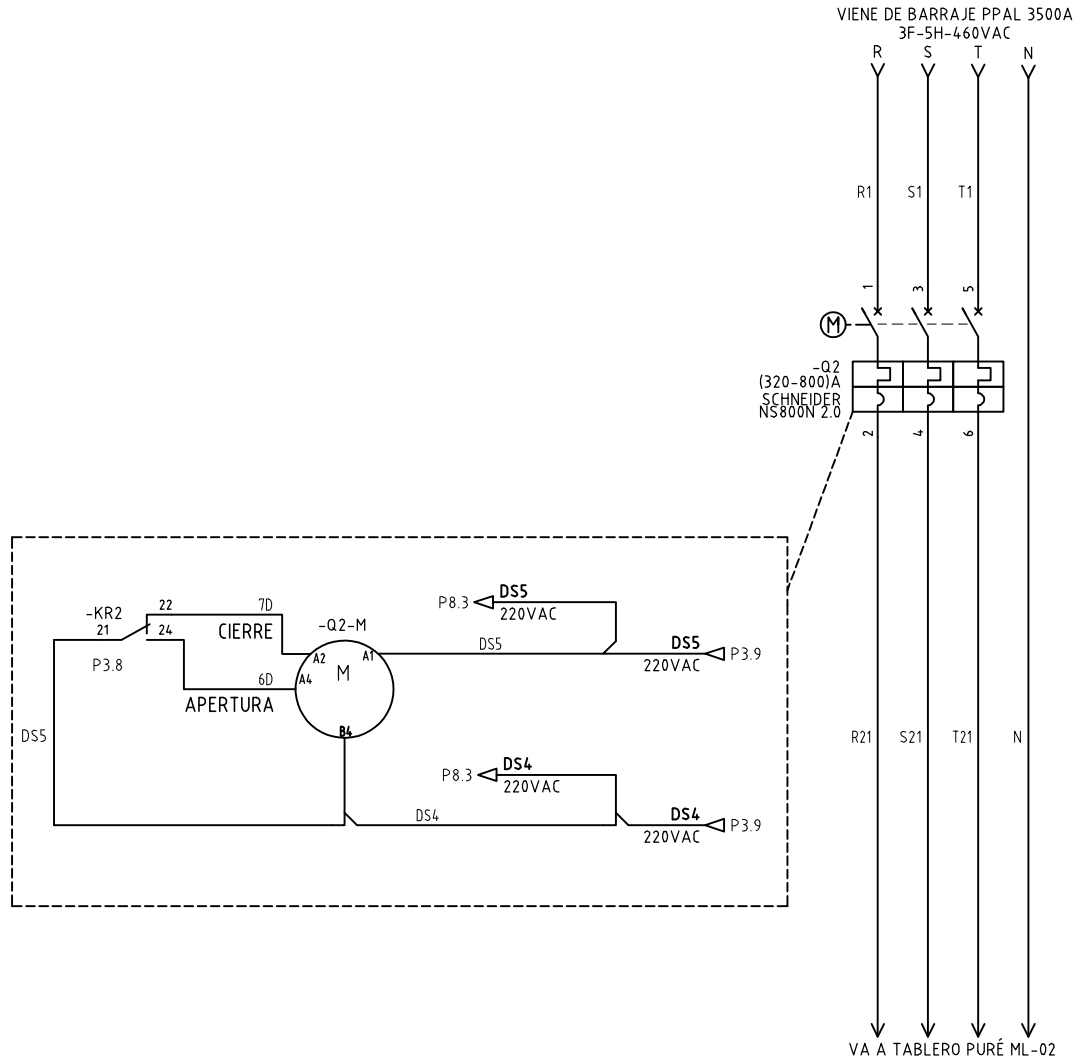 VIENE DE BARRAJE PPAL 3500A
3F-5H-460VAC
R S T N
R1 S1 T1
1 3 5
M
-Q2
(320-800)A
SCHNEIDER
NS800N 2.0
2 4 6
DS5
P8.3
220VAC
-KR2
22
7D
21
24
CIERRE
-Q2-M
A2
A1
DS5
DS5
P3.9
220VAC
P3.8
6D
A4
M
APERTURA
B4
DS5
R21 S21 T21 N
DS4
P8.3
220VAC
DS4
DS4
P3.9
220VAC
VA A TABLERO PURÉ ML-02